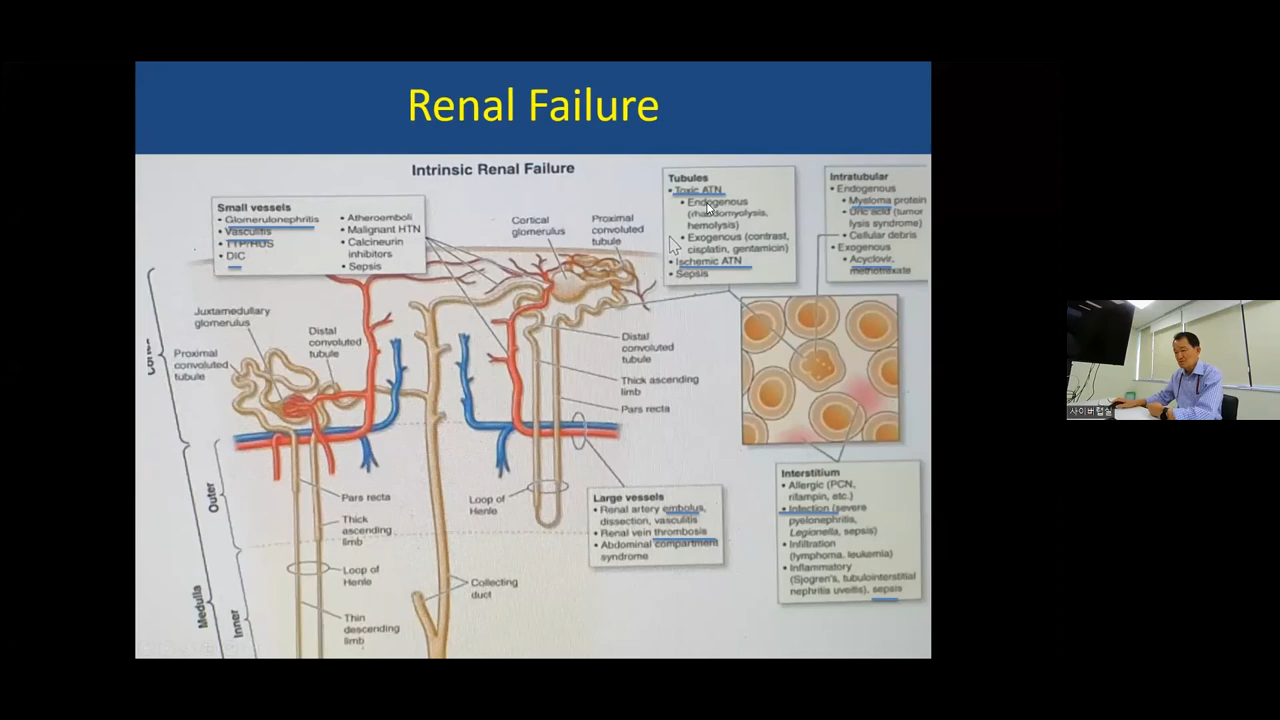 Renal Failure
Intrinsic Renal Failure
Small vessels
• Glomerulonephritis
• Vasculitis
• TTP/HUS
• DIC
• Atheroemboli
• Malignant HTN
• Calcineurin
inhibitors
• Sepsis
Cortical
glomerulus
Proximal
convoluted
tubule
Tubules
• Toxic ATN
• Endogenous
(rhabdomyolysis,
hemolysis)
• Exogenous (contrast,
cisplatin, gentamicin)
• Ischemic ATN
• Sepsis
Intratubular
• Endogenous
• Myeloma protein
• Uric acid (tumor
lysis syndrome)
• Cellular debris
• Exogenous
• Acyclovir,
methotrexate
Juxtamedullary
glomerulus
Distal
convoluted
tubule
Proximal
convoluted
tubule
Distal
convoluted
tubule
Thick ascending
limb
Pars recta
Outer
Medulla
Inner
Pars recta
Thick
ascending
limb
Loop of
Henle
Thin
descending
limb
Loop of
Henle
Collecting
duct
Large vessels
• Renal artery embolus,
dissection, vasculitis
• Renal vein thrombosis
• Abdominal compartment
syndrome
Interstitium
• Allergic (PCN,
rifampin, etc.)
• Infection (severe
pyelonephritis,
Legionella, sepsis)
• Infiltration
(lymphoma, leukemia)
• Inflammatory
(Sjogren's, tubulointerstitial
nephritis uveitis), sepsis
사이버랩실